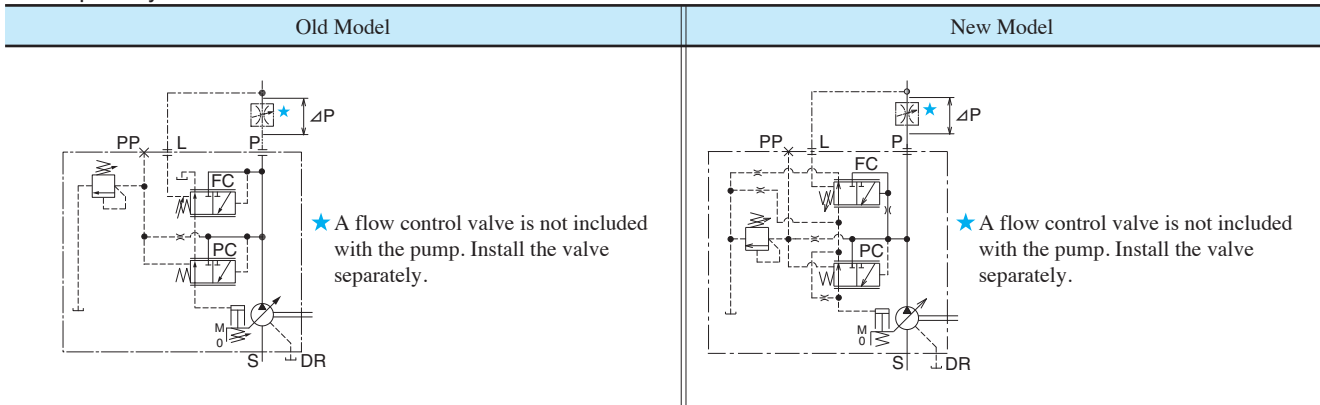 Old Model
New Model
⊿P
PP
L
P
FC
PC
M
0
S
DR
★ A flow control valve is not included
with the pump. Install the valve
separately.
⊿P
PP
L
P
FC
PC
M
0
S
DR
★ A flow control valve is not included
with the pump. Install the valve
separately.